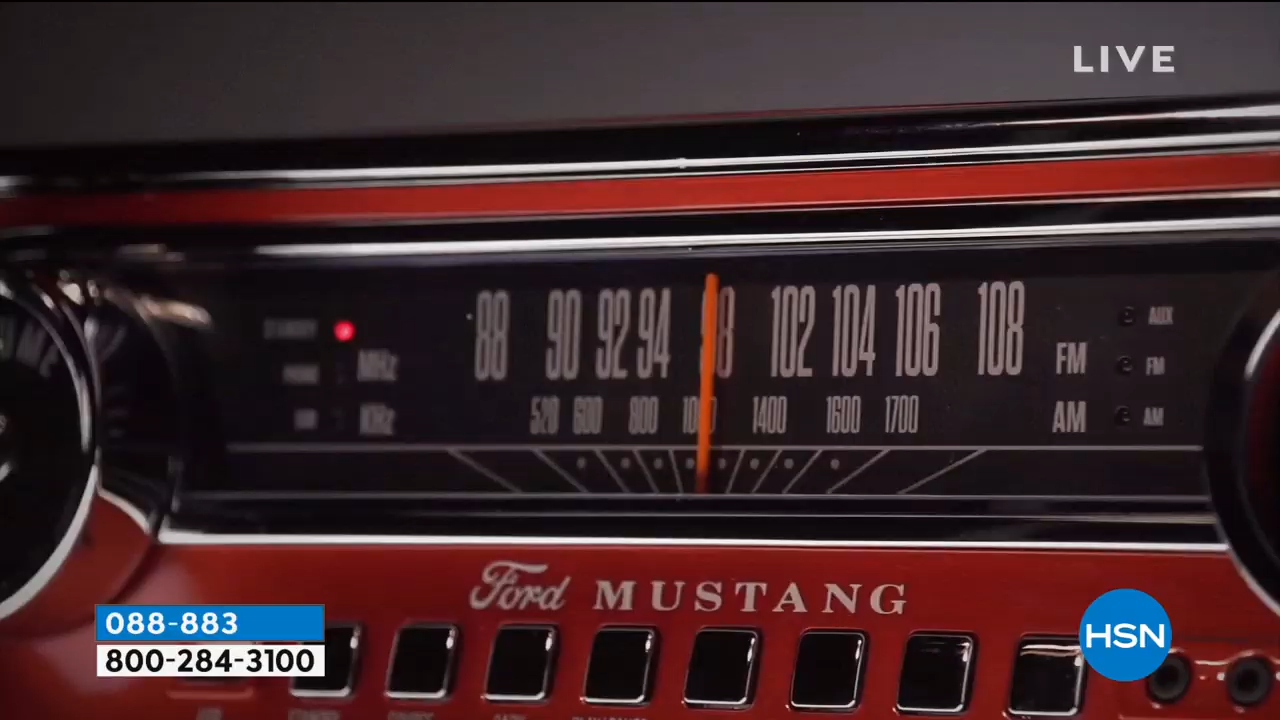 LIVE
88 90 92 94 102 104 106 108 FM FM AUX
MHz
520 600 800 1400 1600 1700 AM AM
KHz
Ford MUSTANG
088-883
800-284-3100
HSN